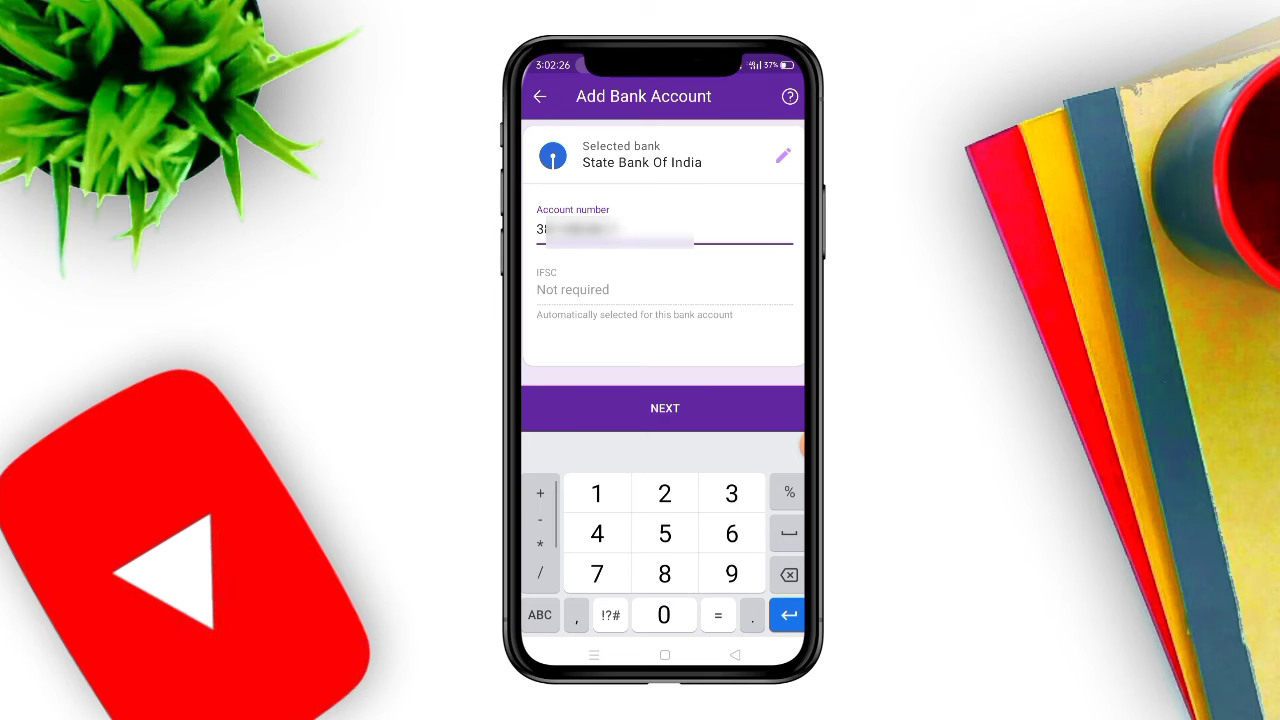 3:02:26
37%
Add Bank Account
Selected bank
State Bank Of India
Account number
3
IFSC
Not required
Automatically selected for this bank account
NEXT
+ 1 2 3 %
-
4 5 6
*
/ 7 8 9
ABC , !?# 0 = .